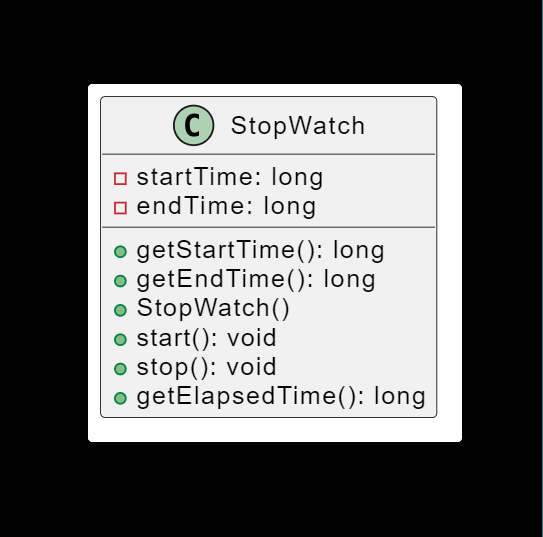 C StopWatch
startTime: long
endTime: long
getStartTime(): long
getEndTime(): long
StopWatch()
start(): void
stop(): void
getElapsedTime(): long